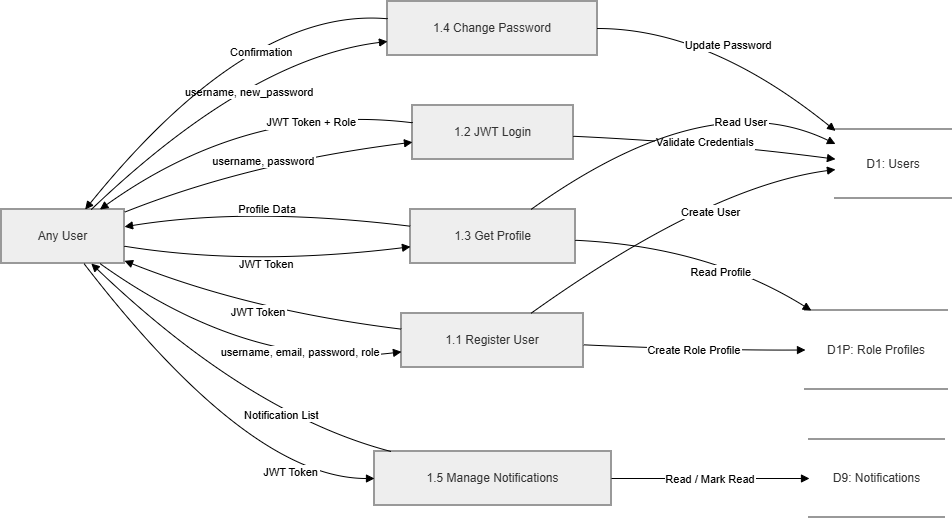 1.4 Change Password
Confirmation
Update Password
username, new_password
JWT Token + Role
1.2 JWT Login
Read User
Validate Credentials
username, password
D1: Users
Profile Data
Create User
Any User
1.3 Get Profile
JWT Token
Read Profile
JWT Token
1.1 Register User
username, email, password, role
Create Role Profile
D1P: Role Profiles
Notification List
JWT Token
1.5 Manage Notifications
Read / Mark Read
D9: Notifications